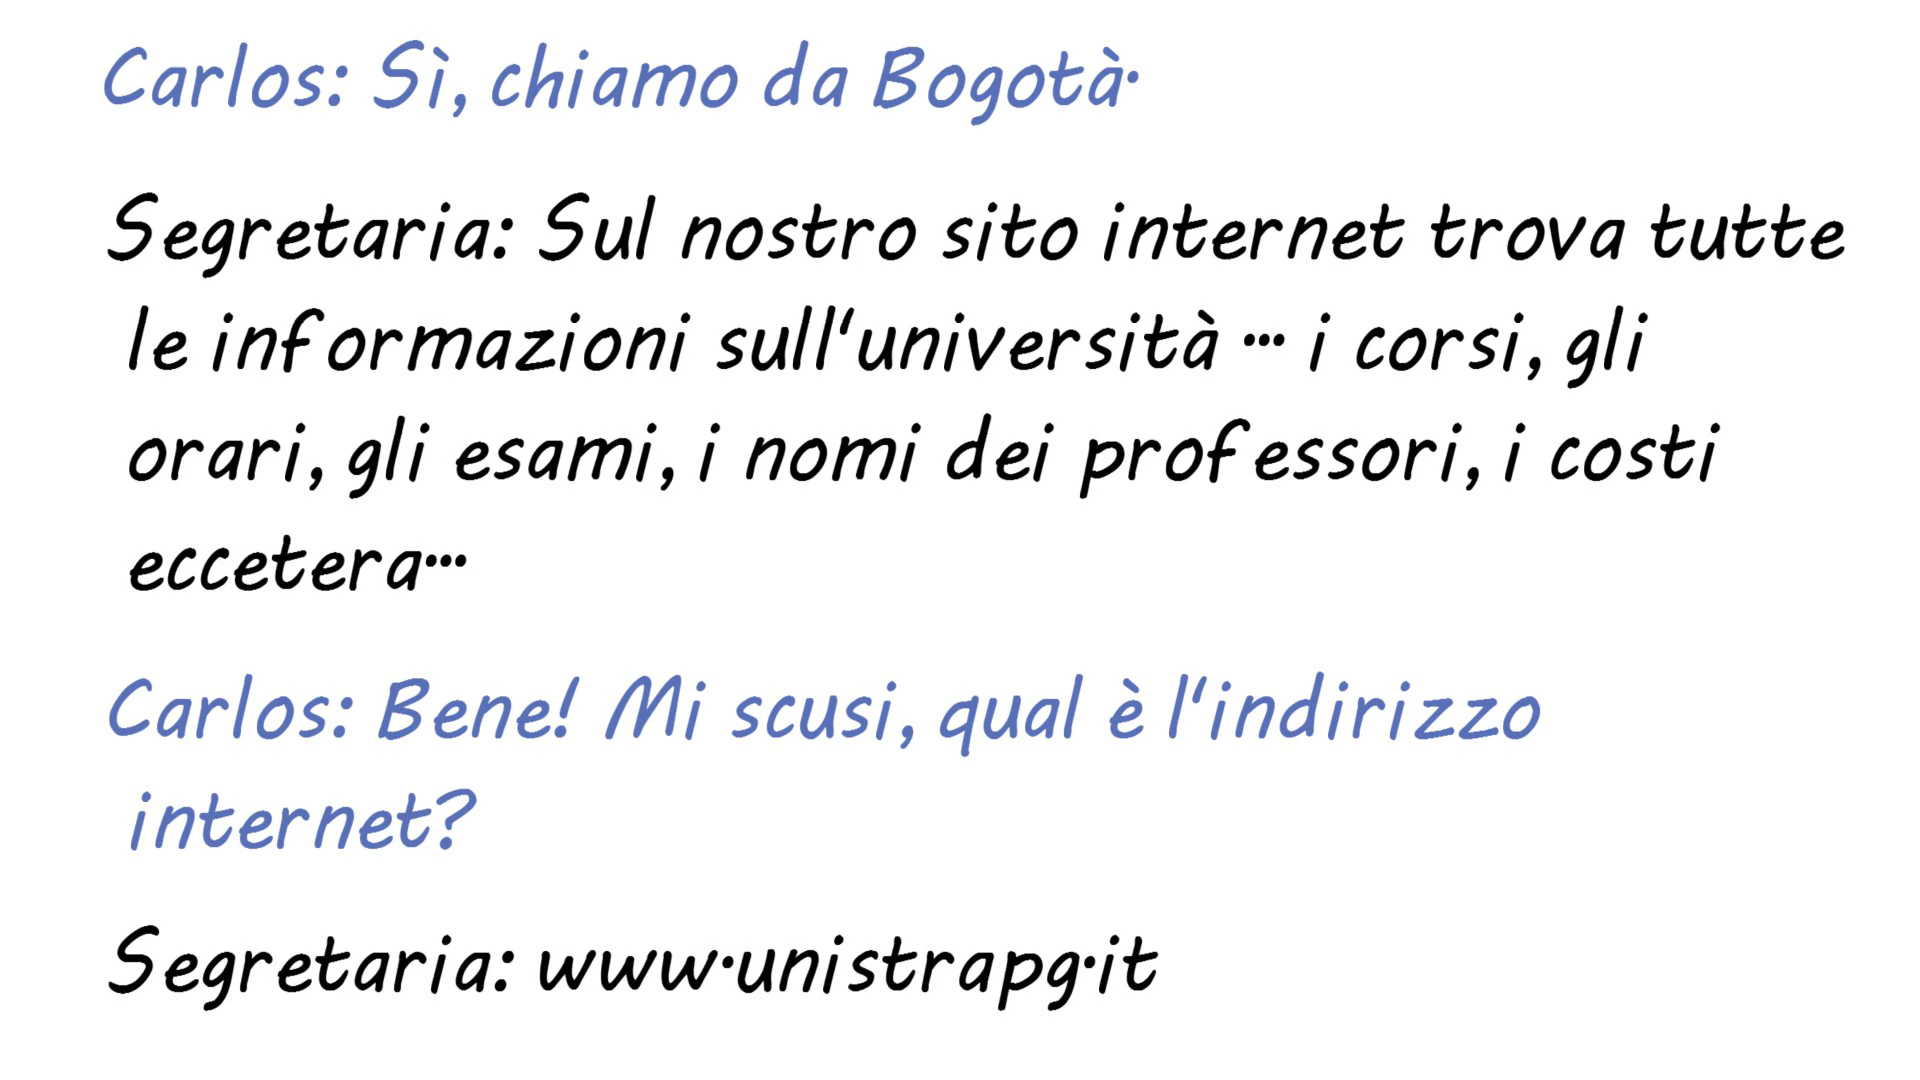 Carlos: Sì, chiamo da Bogotà.
Segretaria: Sul nostro sito internet trova tutte
le informazioni sull'università ... i corsi, gli
orari, gli esami, i nomi dei professori, i costi
eccetera...
Carlos: Bene! Mi scusi, qual è l'indirizzo
internet?
Segretaria: www.unistrapg.it